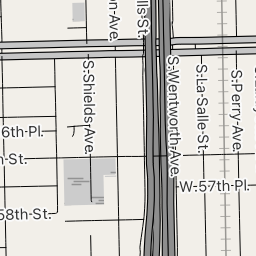 on-Ave.
lls-St.
S-Shields-Ave.
S-Wentworth-Ave.
S-La-Salle-St.
S-Perry-Ave.
6th-Pl.
h-St.
W-57th-Pl.
58th-St.